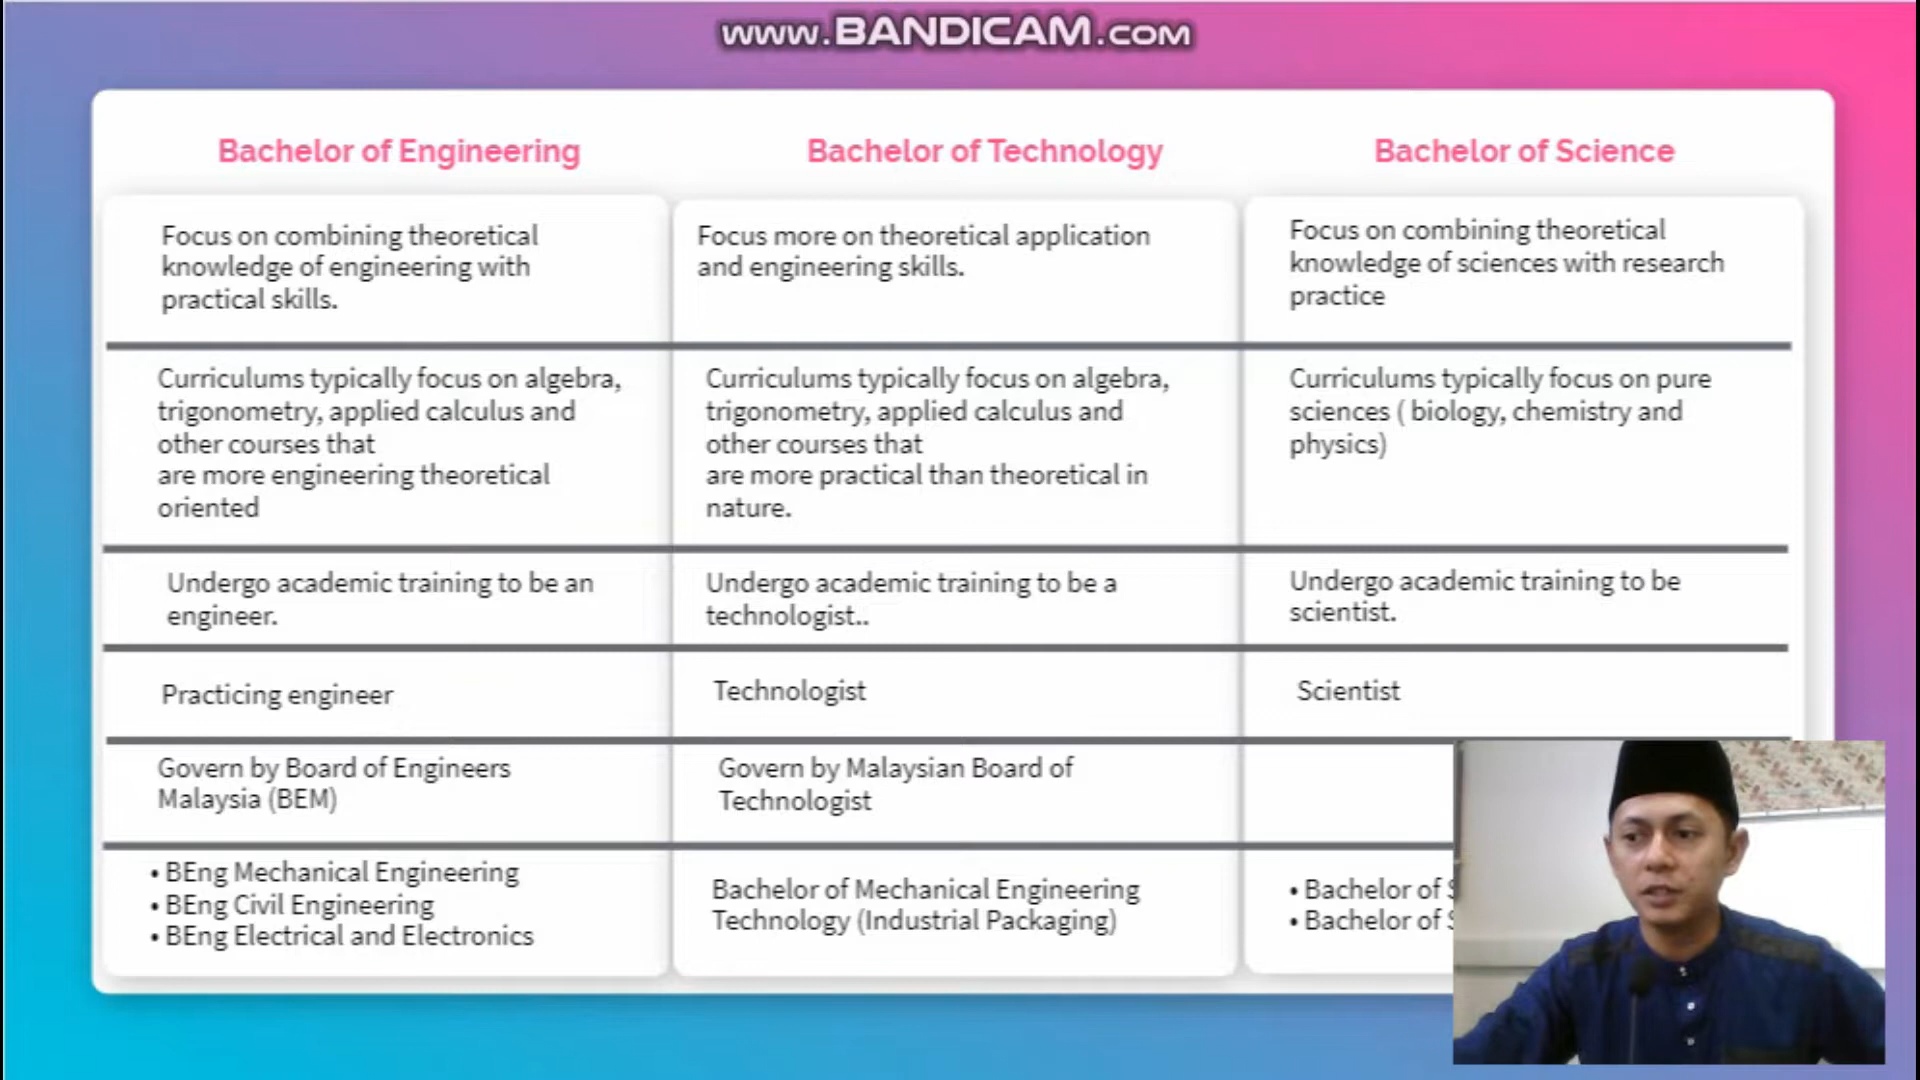 www.BANDICAM.com
Bachelor of Engineering
Bachelor of Technology
Bachelor of Science
Focus on combining theoretical
knowledge of engineering with
practical skills.
Focus more on theoretical application
and engineering skills.
Focus on combining theoretical
knowledge of sciences with research
practice
Curriculums typically focus on algebra,
trigonometry, applied calculus and
other courses that
are more engineering theoretical
oriented
Curriculums typically focus on algebra,
trigonometry, applied calculus and
other courses that
are more practical than theoretical in
nature.
Curriculums typically focus on pure
sciences ( biology, chemistry and
physics)
Undergo academic training to be an
engineer.
Undergo academic training to be a
technologist..
Undergo academic training to be
scientist.
Practicing engineer
Technologist
Scientist
Govern by Board of Engineers
Malaysia (BEM)
Govern by Malaysian Board of
Technologist
• BEng Mechanical Engineering
• BEng Civil Engineering
• BEng Electrical and Electronics
Bachelor of Mechanical Engineering
Technology (Industrial Packaging)
• Bachelor of
• Bachelor of